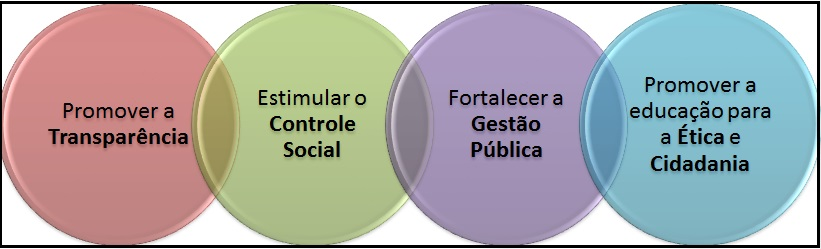 Promover a
Transparência
Estimular o
Controle
Social
Fortalecer a
Gestão
Pública
Promover a
educação para
a Ética e
Cidadania